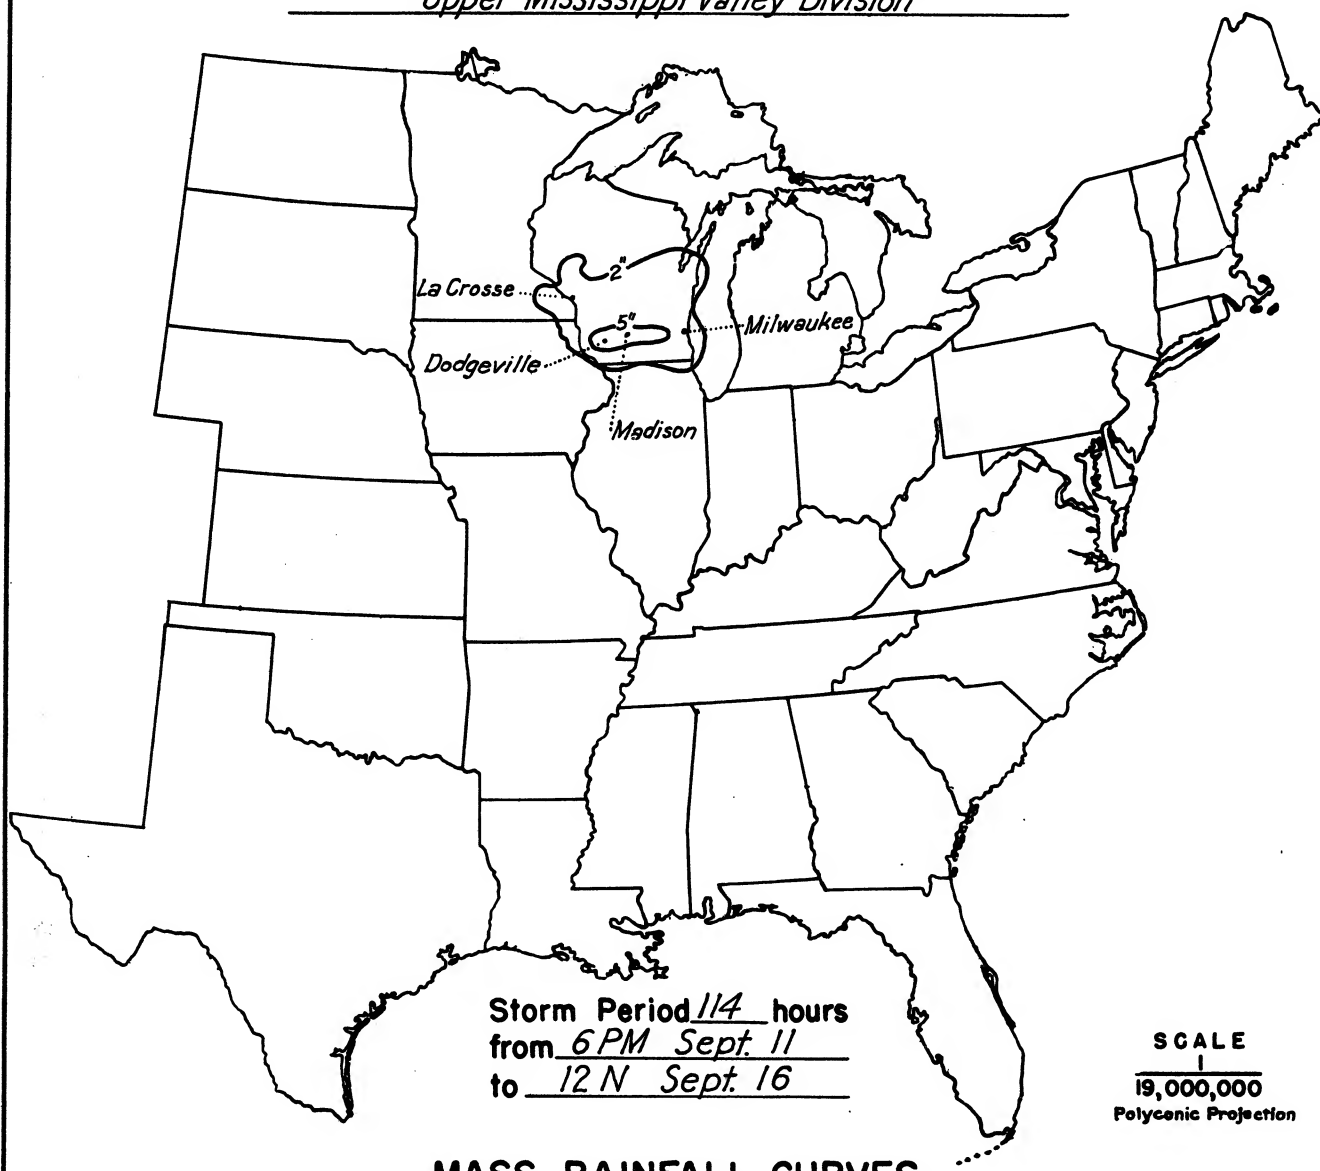 Upper Mississippi Valley Division
2"
La Crosse
5"
Milwaukee
Dodgeville
Madison
Storm Period 114 hours
from 6 PM Sept. 11
to 12 N Sept. 16
SCALE
1
19,000,000
Polyconic Projection
MASS RAINFALL CURVES